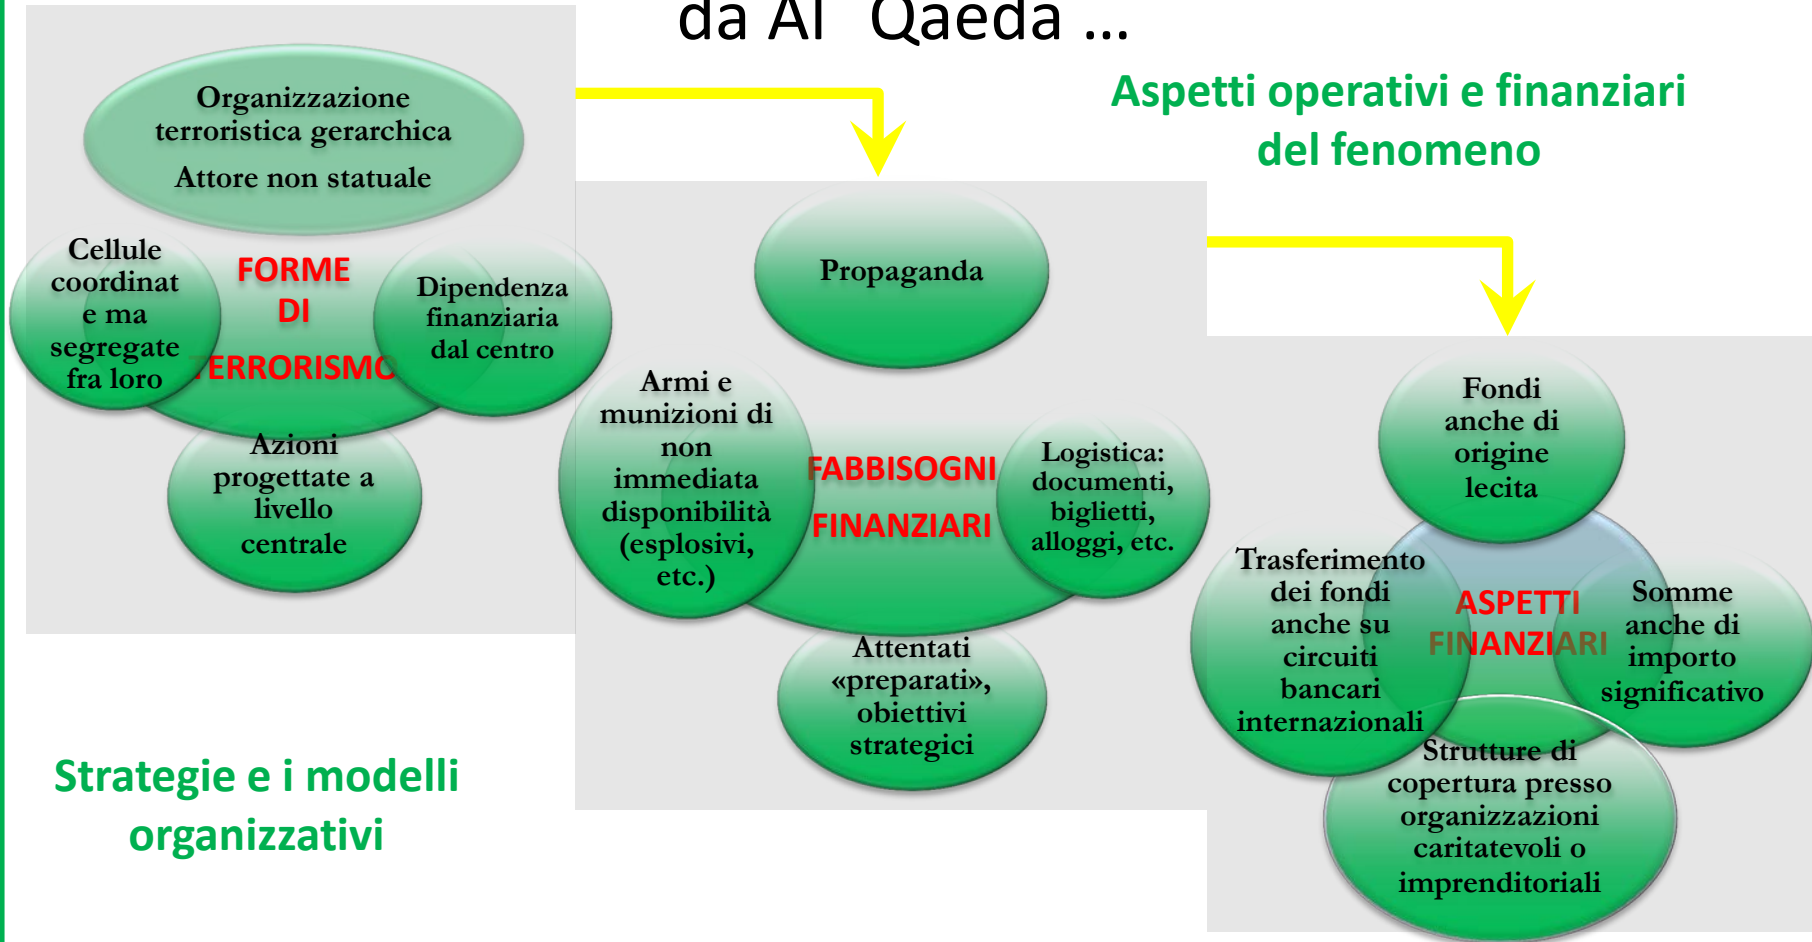 da Al Qaeda …
Aspetti operativi e finanziari
del fenomeno
Organizzazione
terroristica gerarchica
Attore non statuale
Cellule
coordinat
e ma
segregate
fra loro
FORME
DI
TERRORISMO
Dipendenza
finanziaria
dal centro
Azioni
progettate a
livello
centrale
Propaganda
Armi e
munizioni di
non
immediata
disponibilità
(esplosivi,
etc.)
FABBISOGNI
FINANZIARI
Logistica:
documenti,
biglietti,
alloggi, etc.
Attentati
«preparati»,
obiettivi
strategici
Fondi
anche di
origine
lecita
Trasferimento
dei fondi
anche su
circuiti
bancari
internazionali
ASPETTI
FINANZIARI
Somme
anche di
importo
significativo
Strutture di
copertura presso
organizzazioni
caritatevoli o
imprenditoriali
Strategie e i modelli
organizzativi